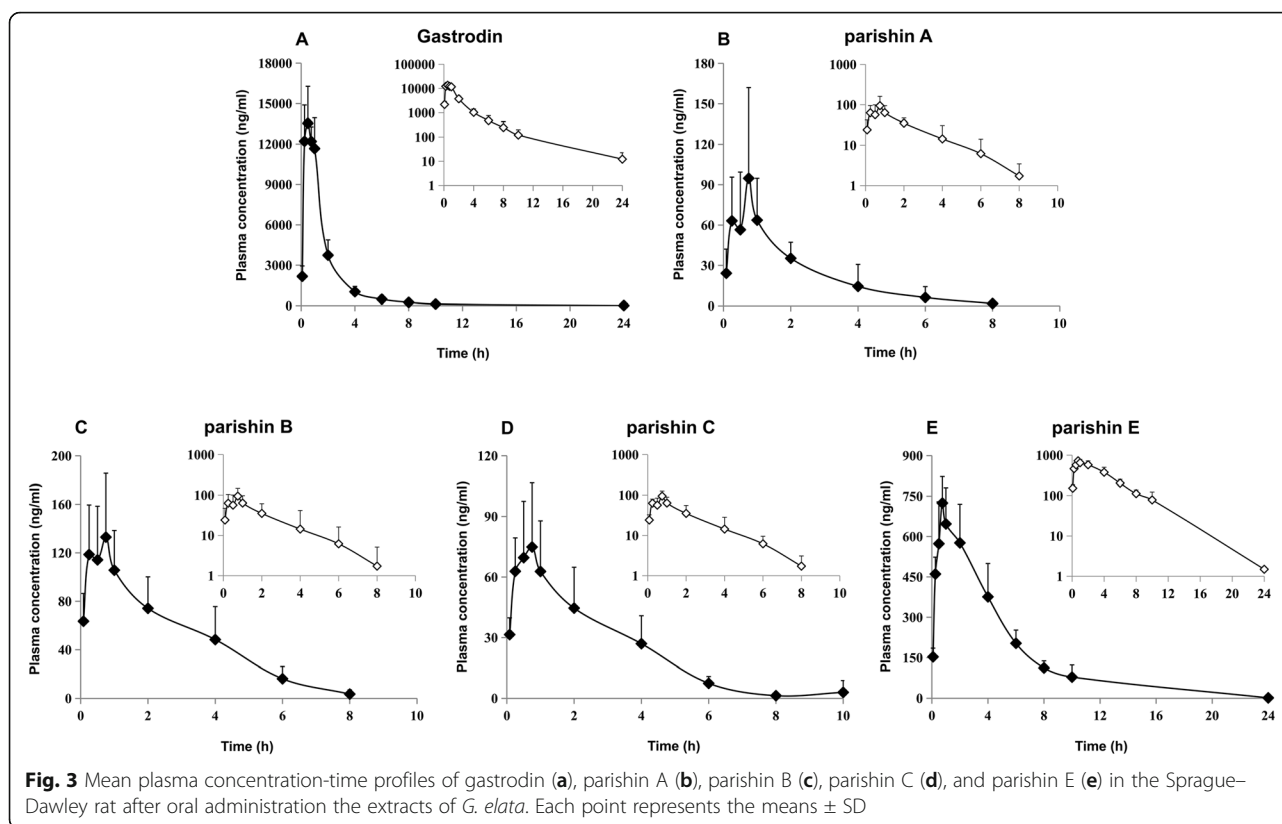 A Gastrodin
Plasma concentration (ng/ml)
18000
15000
12000
9000
6000
3000
0
0 4 8 12 16 20 24
Time (h)
100000
10000
1000
100
10
1
0 4 8 12 16 20 24
B parishin A
Plasma concentration (ng/ml)
180
150
120
90
60
30
0
0 2 4 6 8 10
Time (h)
1000
100
10
1
0 2 4 6 8 10
C parishin B
Plasma concentration (ng/ml)
200
160
120
80
40
0
0 2 4 6 8 10
Time (h)
1000
100
10
1
0 2 4 6 8 10
D parishin C
Plasma concentration (ng/ml)
120
90
60
30
0
0 2 4 6 8 10
Time (h)
1000
100
10
1
0 2 4 6 8 10
E parishin E
Plasma concentration (ng/ml)
900
750
600
450
300
150
0
0 4 8 12 16 20 24
Time (h)
1000
100
10
1
0 4 8 12 16 20 24
Fig. 3 Mean plasma concentration-time profiles of gastrodin (a), parishin A (b), parishin B (c), parishin C (d), and parishin E (e) in the Sprague–
Dawley rat after oral administration the extracts of G. elata. Each point represents the means ± SD